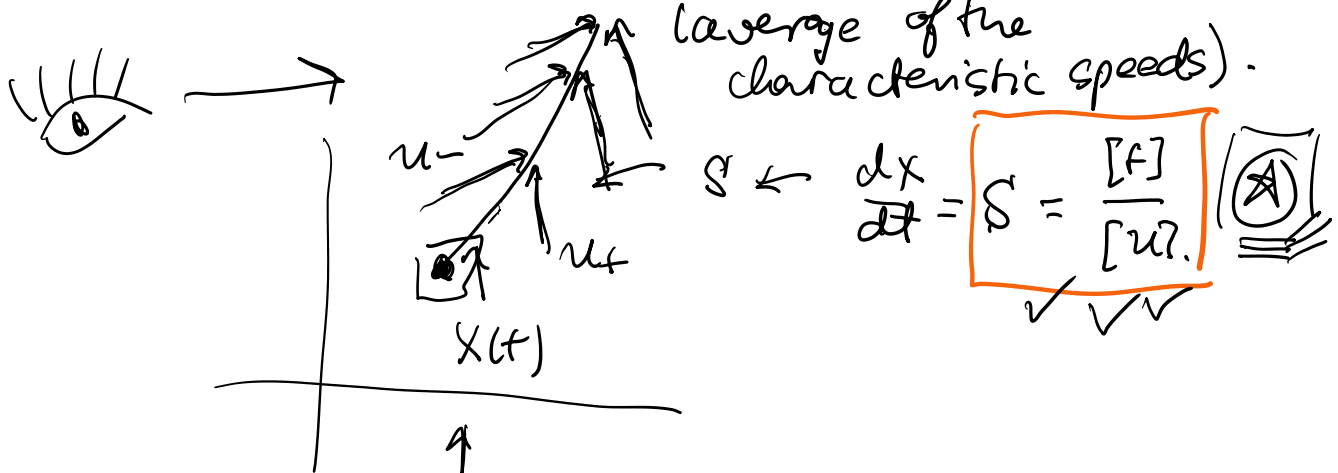 (average of the
characteristic speeds).
u-
S ← dx/dt = S = [f]/[u].
u+
X(t)